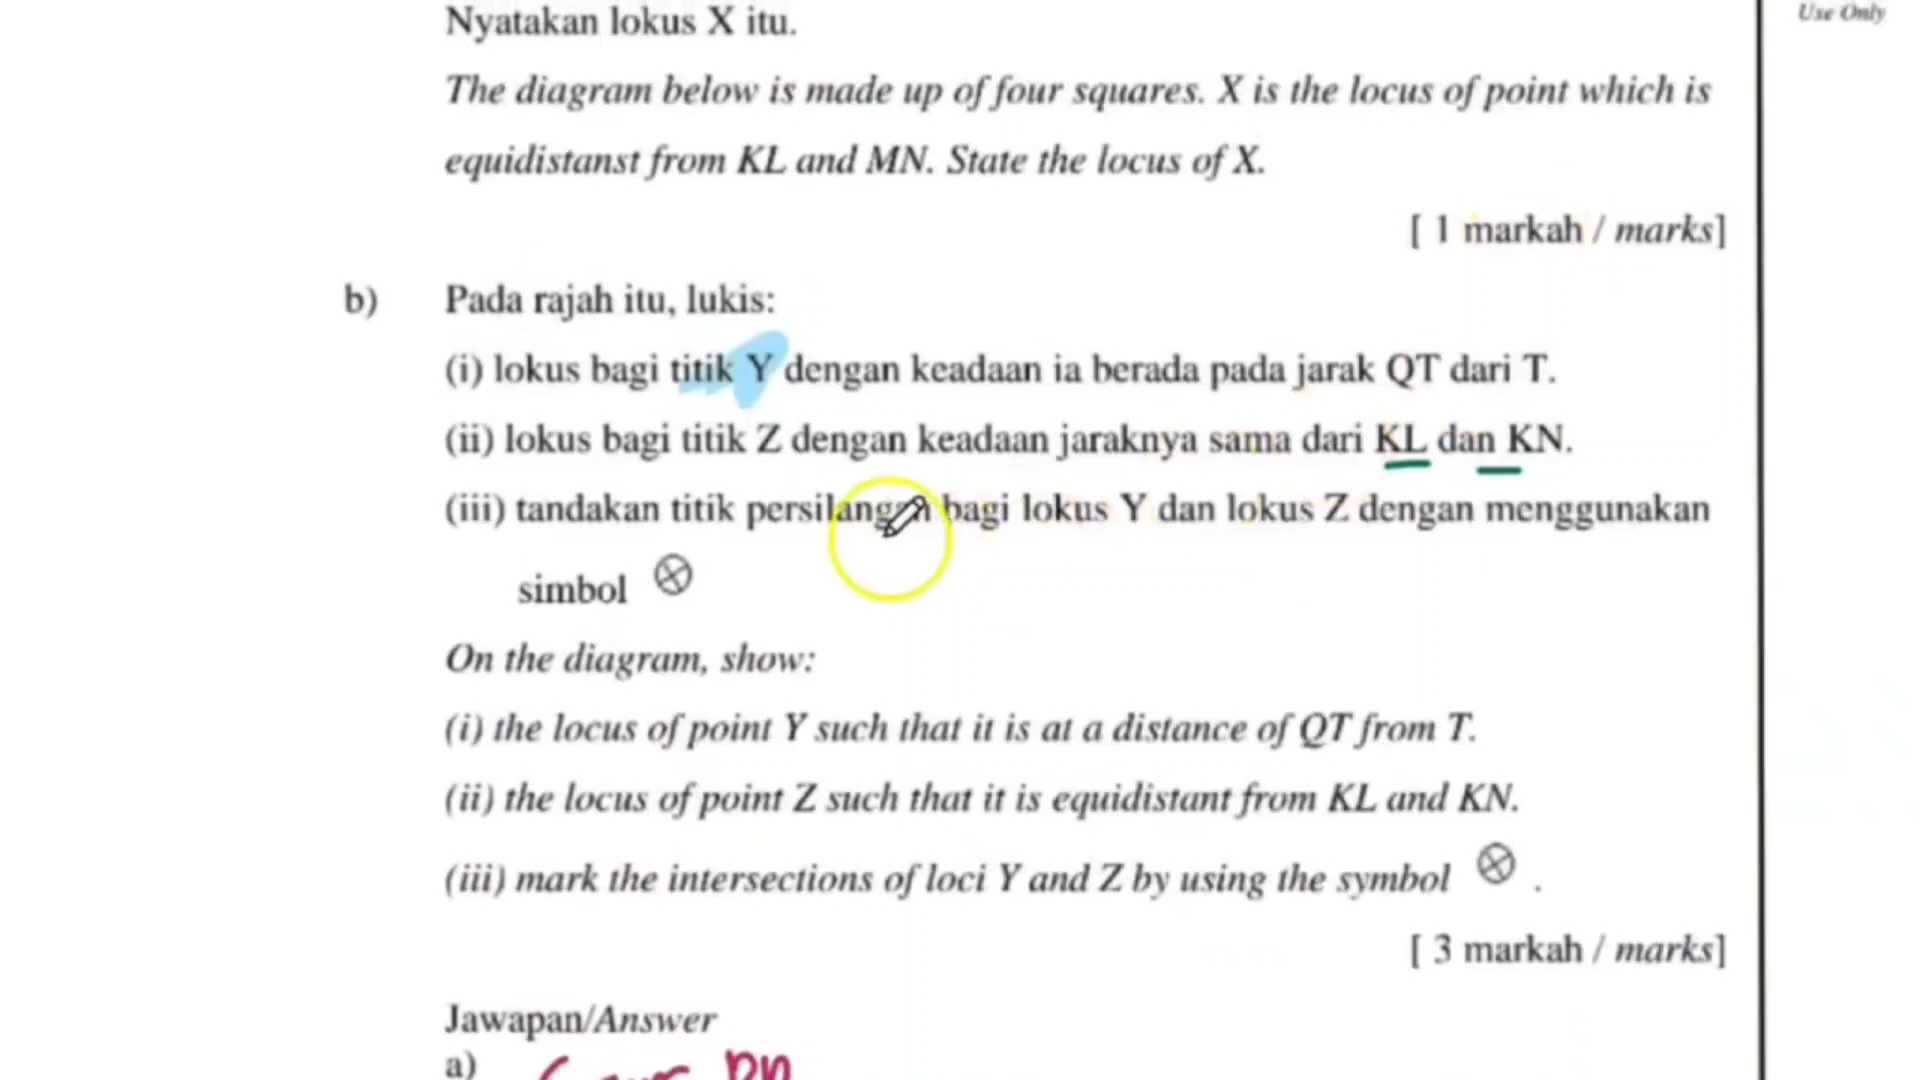 Use Only
Nyatakan lokus X itu.
The diagram below is made up of four squares. X is the locus of point which is
equidistanst from KL and MN. State the locus of X.
[ 1 markah / marks]
b) Pada rajah itu, lukis:
(i) lokus bagi titik Y dengan keadaan ia berada pada jarak QT dari T.
(ii) lokus bagi titik Z dengan keadaan jaraknya sama dari KL dan KN.
(iii) tandakan titik persilangan bagi lokus Y dan lokus Z dengan menggunakan
simbol ⊗
On the diagram, show:
(i) the locus of point Y such that it is at a distance of QT from T.
(ii) the locus of point Z such that it is equidistant from KL and KN.
(iii) mark the intersections of loci Y and Z by using the symbol ⊗ .
[ 3 markah / marks]
Jawapan/Answer
a)